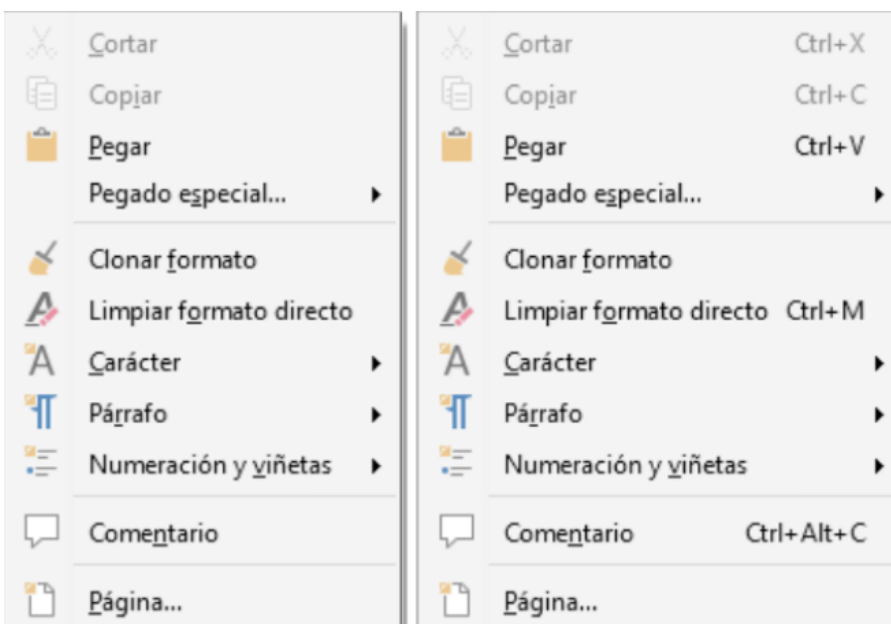 Cortar
Copiar
Pegar
Pegado especial...
Clonar formato
Limpiar formato directo
Carácter
Párrafo
Numeración y viñetas
Comentario
Página...
Cortar Ctrl+X
Copiar Ctrl+C
Pegar Ctrl+V
Pegado especial...
Clonar formato
Limpiar formato directo Ctrl+M
Carácter
Párrafo
Numeración y viñetas
Comentario Ctrl+Alt+C
Página...